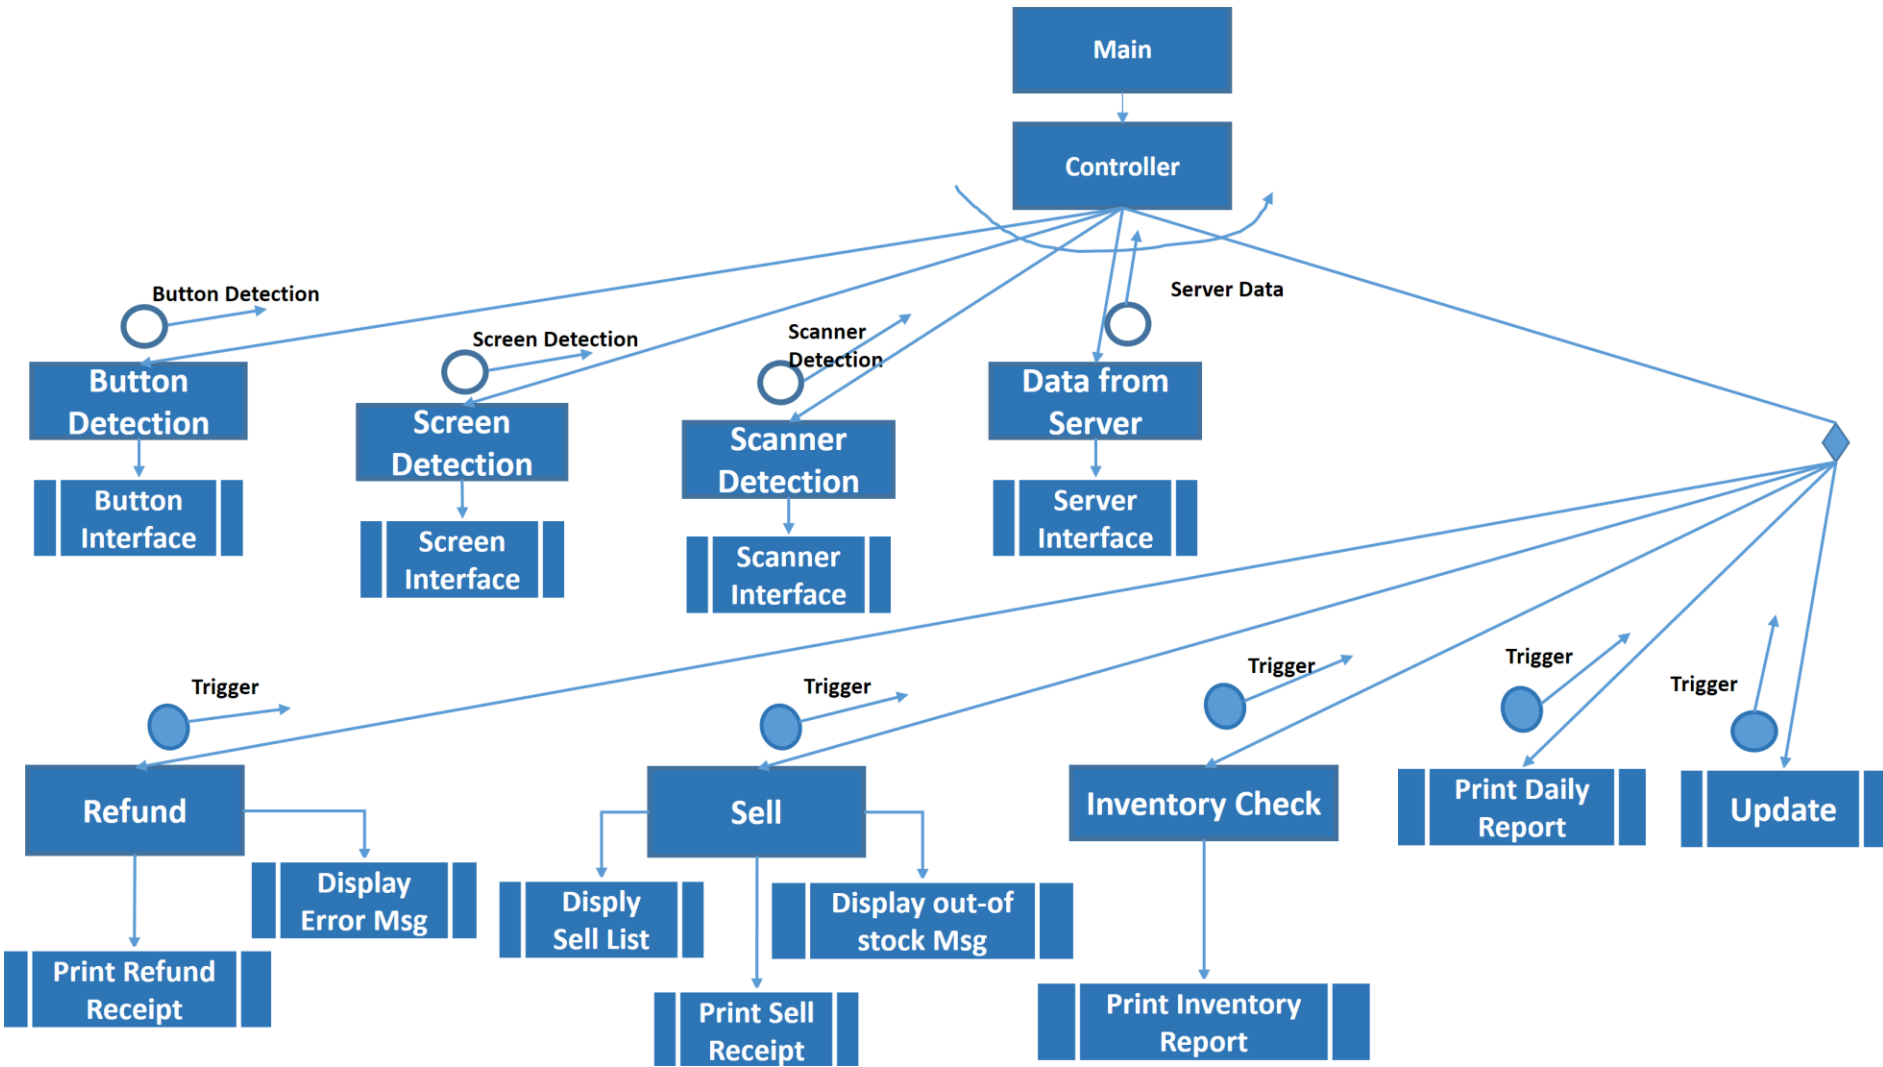 Main
Controller
Button Detection
Server Data
Scanner
Detection
Screen Detection
Button
Detection
Screen
Detection
Scanner
Detection
Data from
Server
Button
Interface
Screen
Interface
Scanner
Interface
Server
Interface
Trigger
Trigger
Trigger
Trigger
Trigger
Refund
Sell
Inventory Check
Print Daily
Report
Update
Display
Error Msg
Disply
Sell List
Display out-of
stock Msg
Print Refund
Receipt
Print Sell
Receipt
Print Inventory
Report